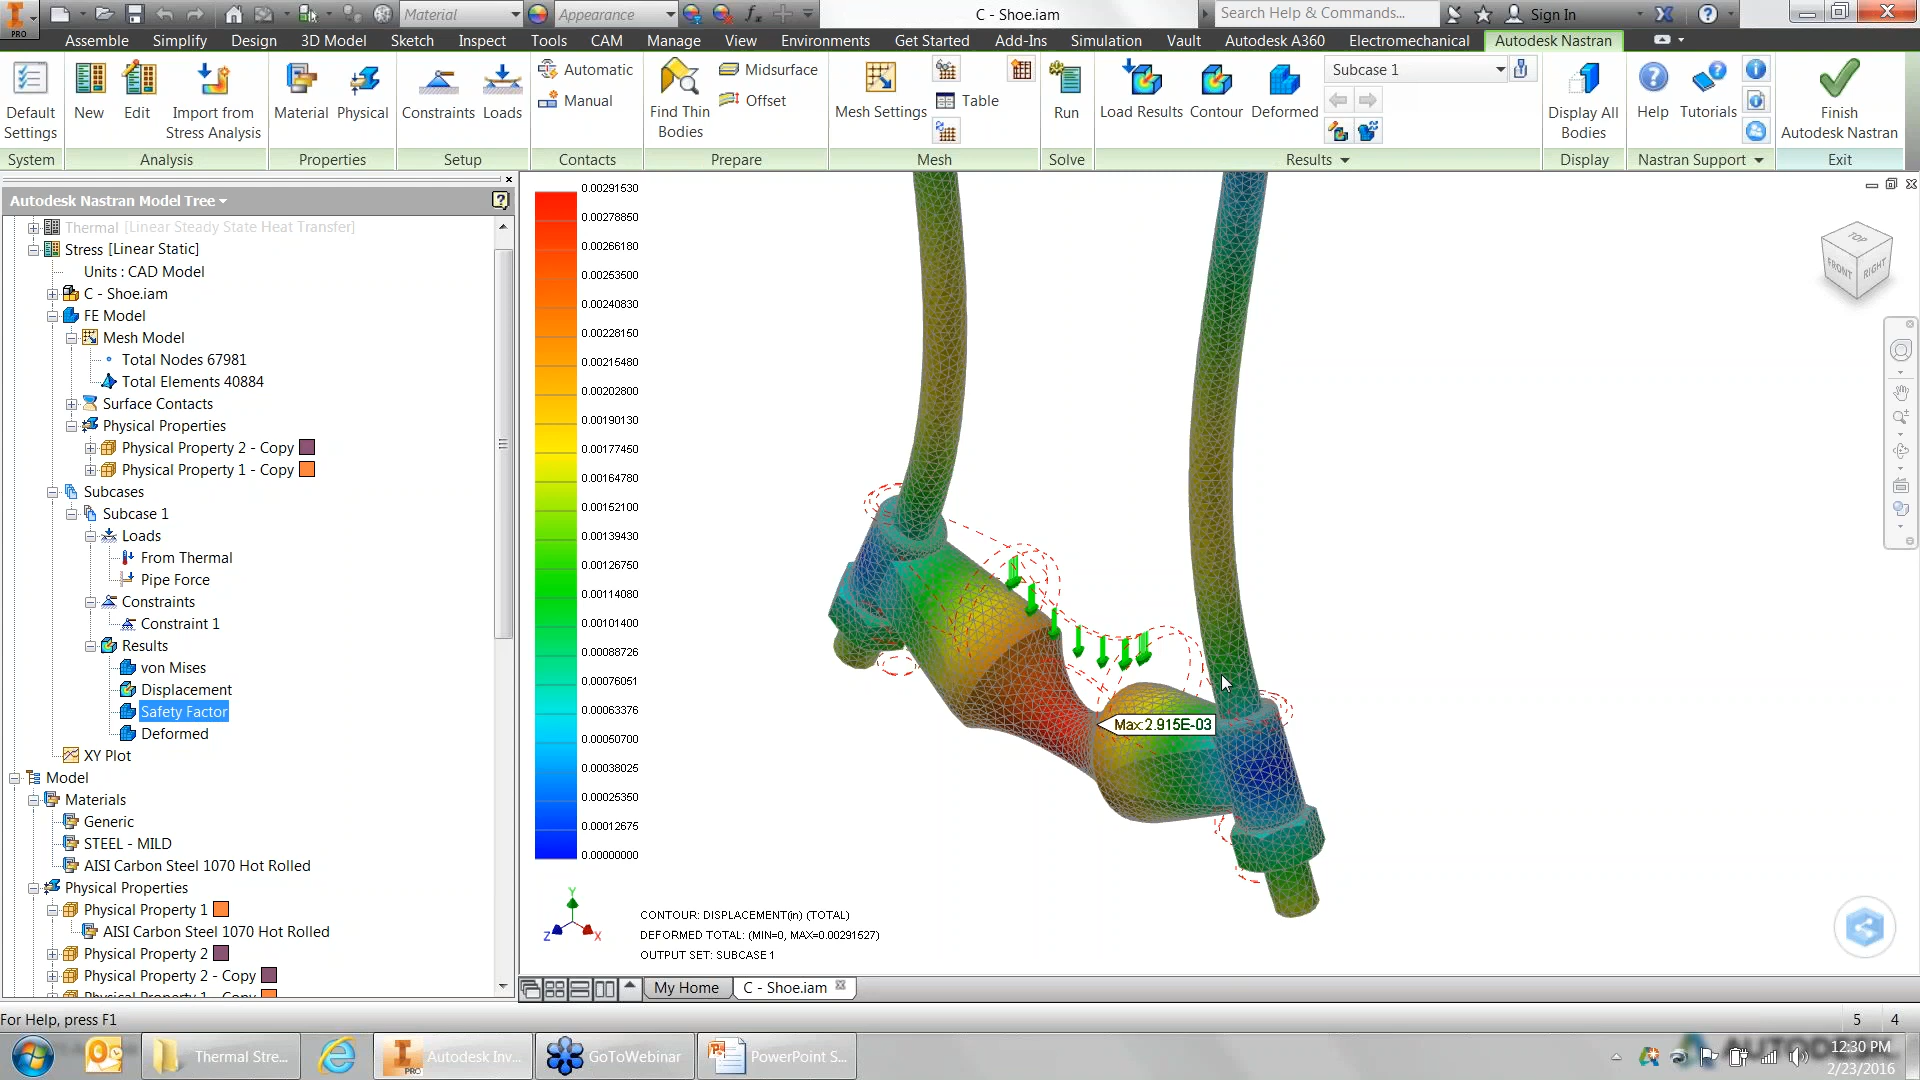 PRO
Material
Appearance
C - Shoe.iam
Search Help & Commands...
Sign In
Assemble Simplify Design 3D Model Sketch Inspect Tools CAM Manage View Environments Get Started Add-Ins Simulation Vault Autodesk A360 Electromechanical Autodesk Nastran
Default Settings
New
Edit
Import from Stress Analysis
Material
Physical
Constraints
Loads
Automatic
Manual
Find Thin Bodies
Midsurface
Offset
Mesh Settings
Table
Run
Load Results
Contour
Deformed
Subcase 1
Display All Bodies
Help
Tutorials
Finish Autodesk Nastran
System Analysis Properties Setup Contacts Prepare Mesh Solve Results Display Nastran Support Exit
Autodesk Nastran Model Tree
Thermal [Linear Steady State Heat Transfer]
Stress [Linear Static]
Units : CAD Model
C - Shoe.iam
FE Model
Mesh Model
Total Nodes 67981
Total Elements 40884
Surface Contacts
Physical Properties
Physical Property 2 - Copy
Physical Property 1 - Copy
Subcases
Subcase 1
Loads
From Thermal
Pipe Force
Constraints
Constraint 1
Results
von Mises
Displacement
Safety Factor
Deformed
XY Plot
Model
Materials
Generic
STEEL - MILD
AISI Carbon Steel 1070 Hot Rolled
Physical Properties
Physical Property 1
AISI Carbon Steel 1070 Hot Rolled
Physical Property 2
Physical Property 2 - Copy
Physical Property 1 - Copy
0.00291530
0.00278850
0.00266180
0.00253500
0.00240830
0.00228150
0.00215480
0.00202800
0.00190130
0.00177450
0.00164780
0.00152100
0.00139430
0.00126750
0.00114080
0.00101400
0.00088726
0.00076051
0.00063376
0.00050700
0.00038025
0.00025350
0.00012675
0.00000000
Max:2.915E-03
TOP
FRONT
RIGHT
Y
Z
X
CONTOUR: DISPLACEMENT(in) (TOTAL)
DEFORMED TOTAL: (MIN=0, MAX=0.00291527)
OUTPUT SET: SUBCASE 1
My Home
C - Shoe.iam
For Help, press F1
5 4
Thermal Stre...
Autodesk Inv...
GoToWebinar
PowerPoint S...
12:30 PM
2/23/2016